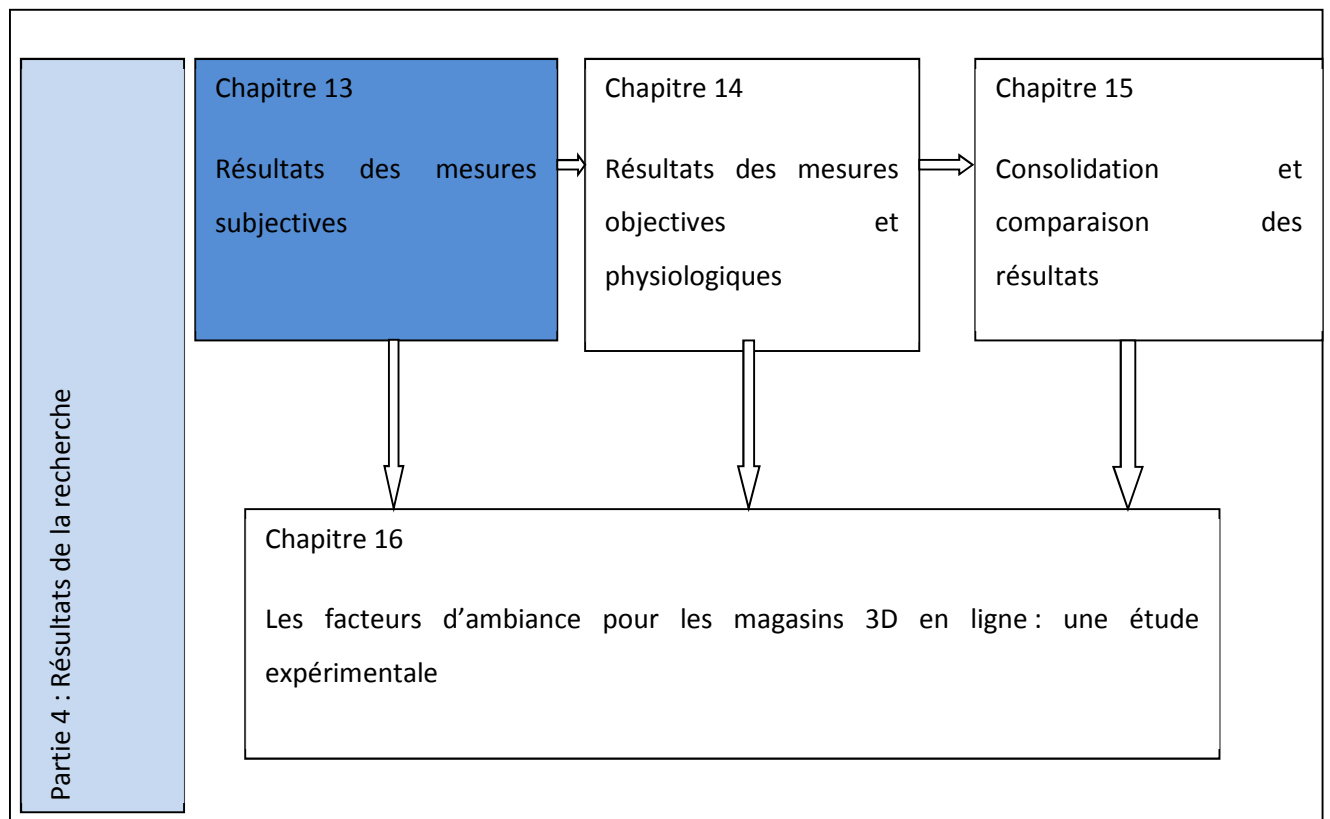 Partie 4 : Résultats de la recherche
Chapitre 13
Résultats des mesures
subjectives
Chapitre 14
Résultats des mesures
objectives et
physiologiques
Chapitre 15
Consolidation et
comparaison des
résultats
Chapitre 16
Les facteurs d’ambiance pour les magasins 3D en ligne : une étude
expérimentale